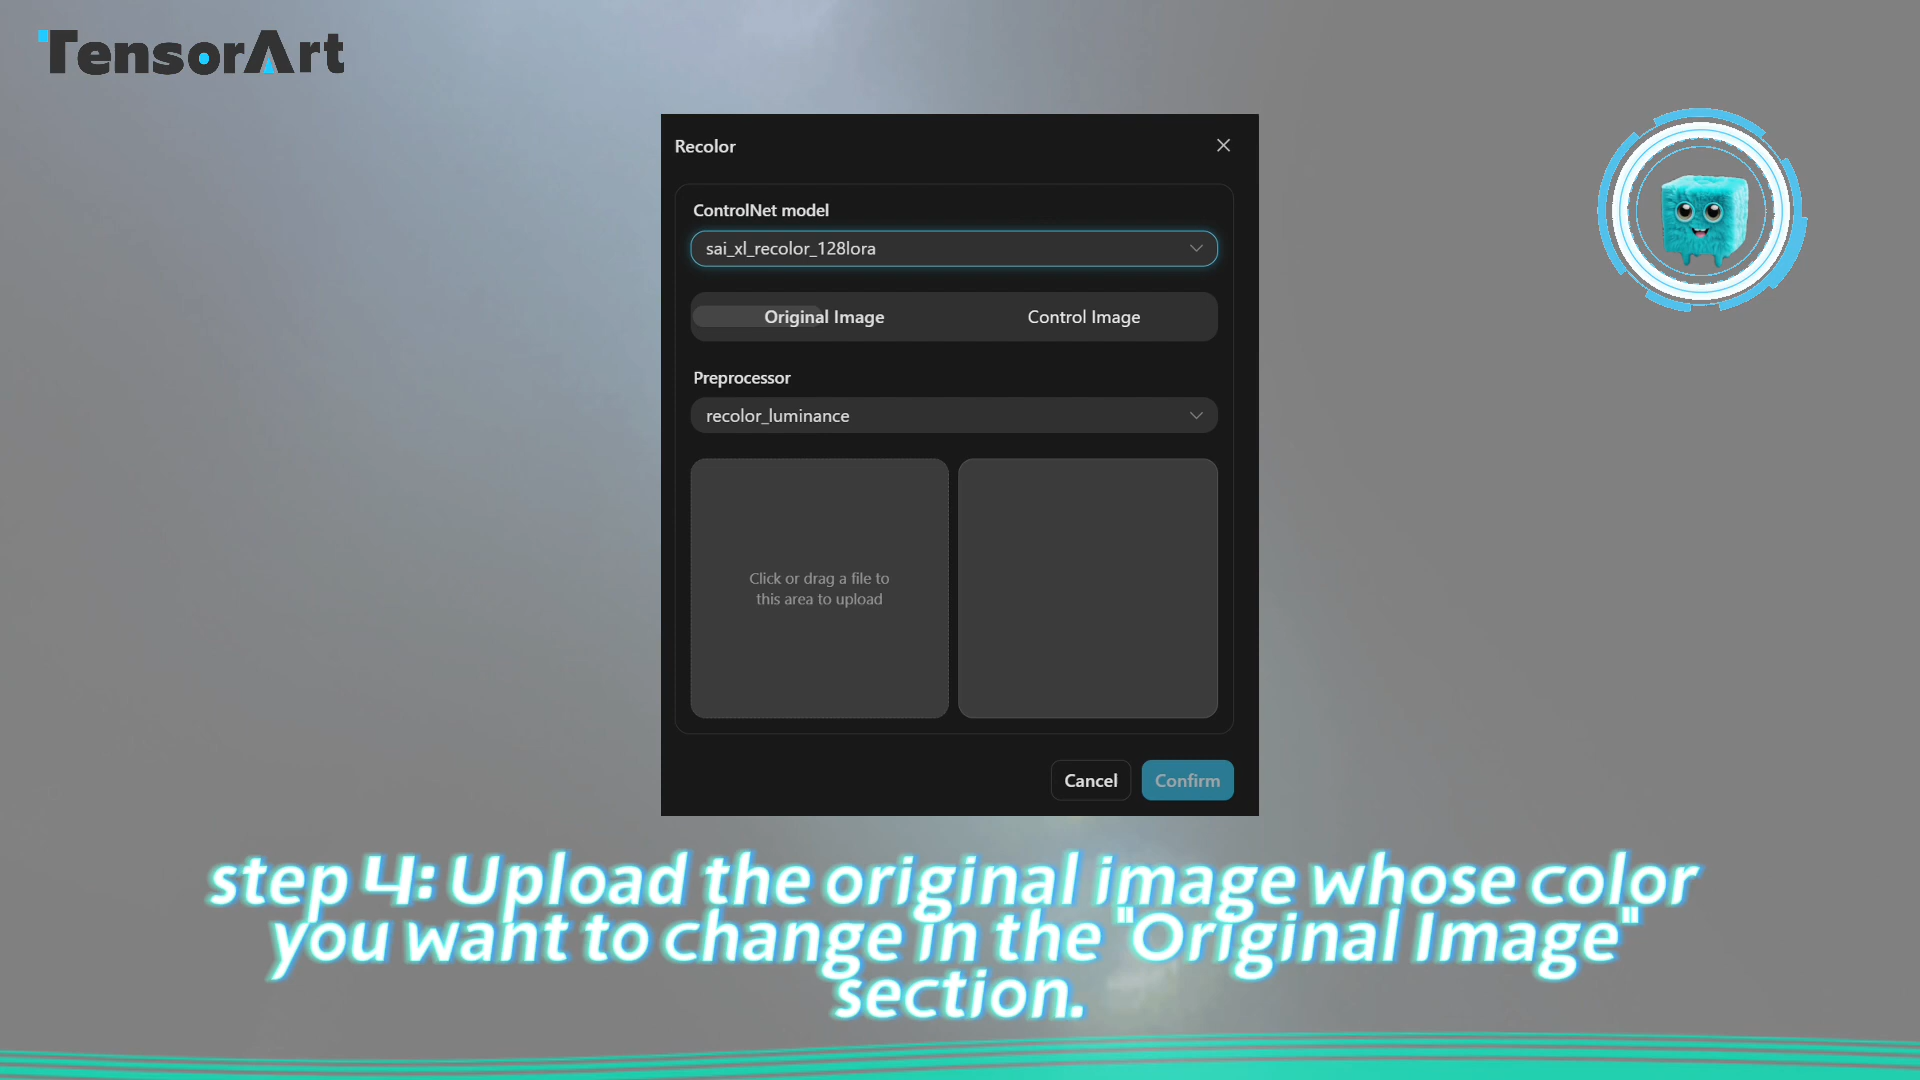 TensorArt
Recolor
ControlNet model
sai_xl_recolor_128lora
Original Image
Control Image
Preprocessor
recolor_luminance
Click or drag a file to
this area to upload
Cancel
Confirm
step 4: Upload the original image whose color
you want to change in the "Original Image"
section.